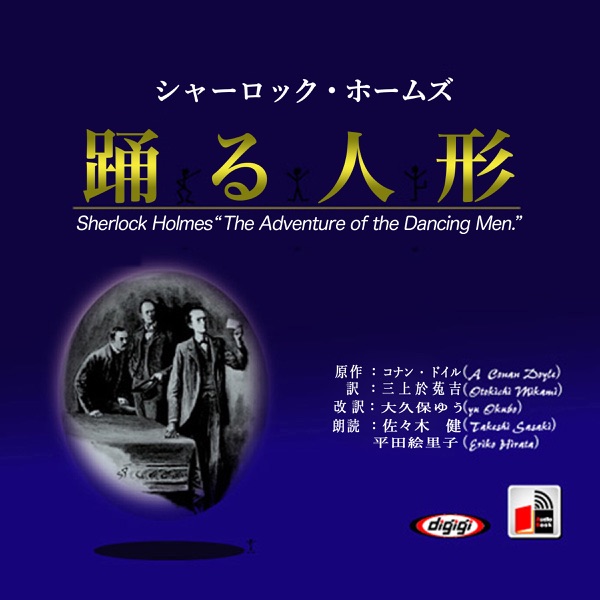 シャーロック・ホームズ
踊る人形
Sherlock Holmes“The Adventure of the Dancing Men.”
原作：コナン・ドイル(A Conan Doyle)
訳：三上於菟吉(Otokichi Mikami)
改訳：大久保ゆう(yu Okubo)
朗読：佐々木 健(Takeshi Sasaki)
平田絵里子(Eriko Hirata)
digigi
Audio Book